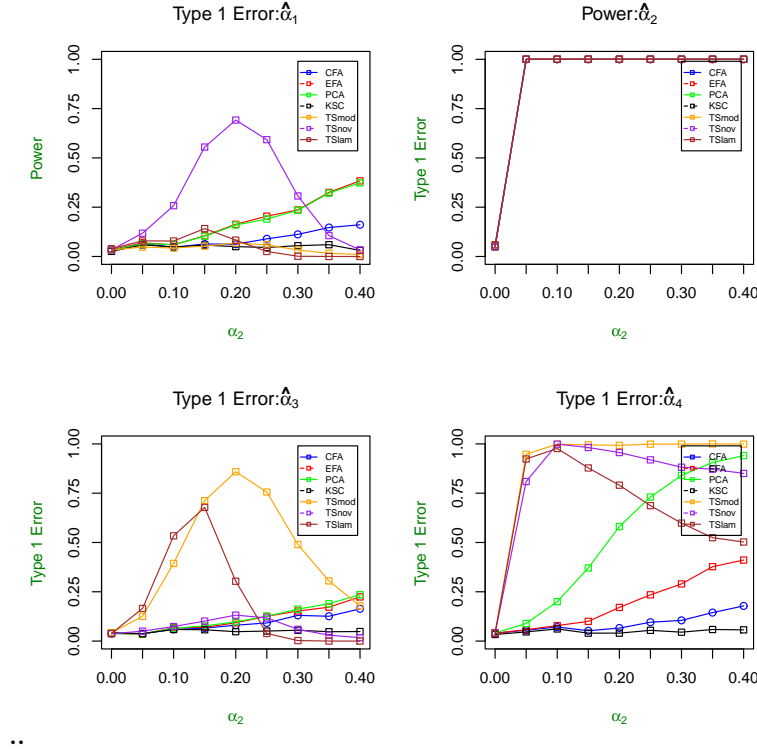 Type 1 Error:α̂₁
Power
0.00 0.25 0.50 0.75 1.00
CFA
EFA
PCA
KSC
TSmod
TSnov
TSlam
0.00 0.10 0.20 0.30 0.40
α₂
Power:α̂₂
Type 1 Error
0.00 0.25 0.50 0.75 1.00
CFA
EFA
PCA
KSC
TSmod
TSnov
TSlam
0.00 0.10 0.20 0.30 0.40
α₂
Type 1 Error:α̂₃
Type 1 Error
0.00 0.25 0.50 0.75 1.00
CFA
EFA
PCA
KSC
TSmod
TSnov
TSlam
0.00 0.10 0.20 0.30 0.40
α₂
Type 1 Error:α̂₄
Type 1 Error
0.00 0.25 0.50 0.75 1.00
CFA
EFA
PCA
KSC
TSmod
TSnov
TSlam
0.00 0.10 0.20 0.30 0.40
α₂
..